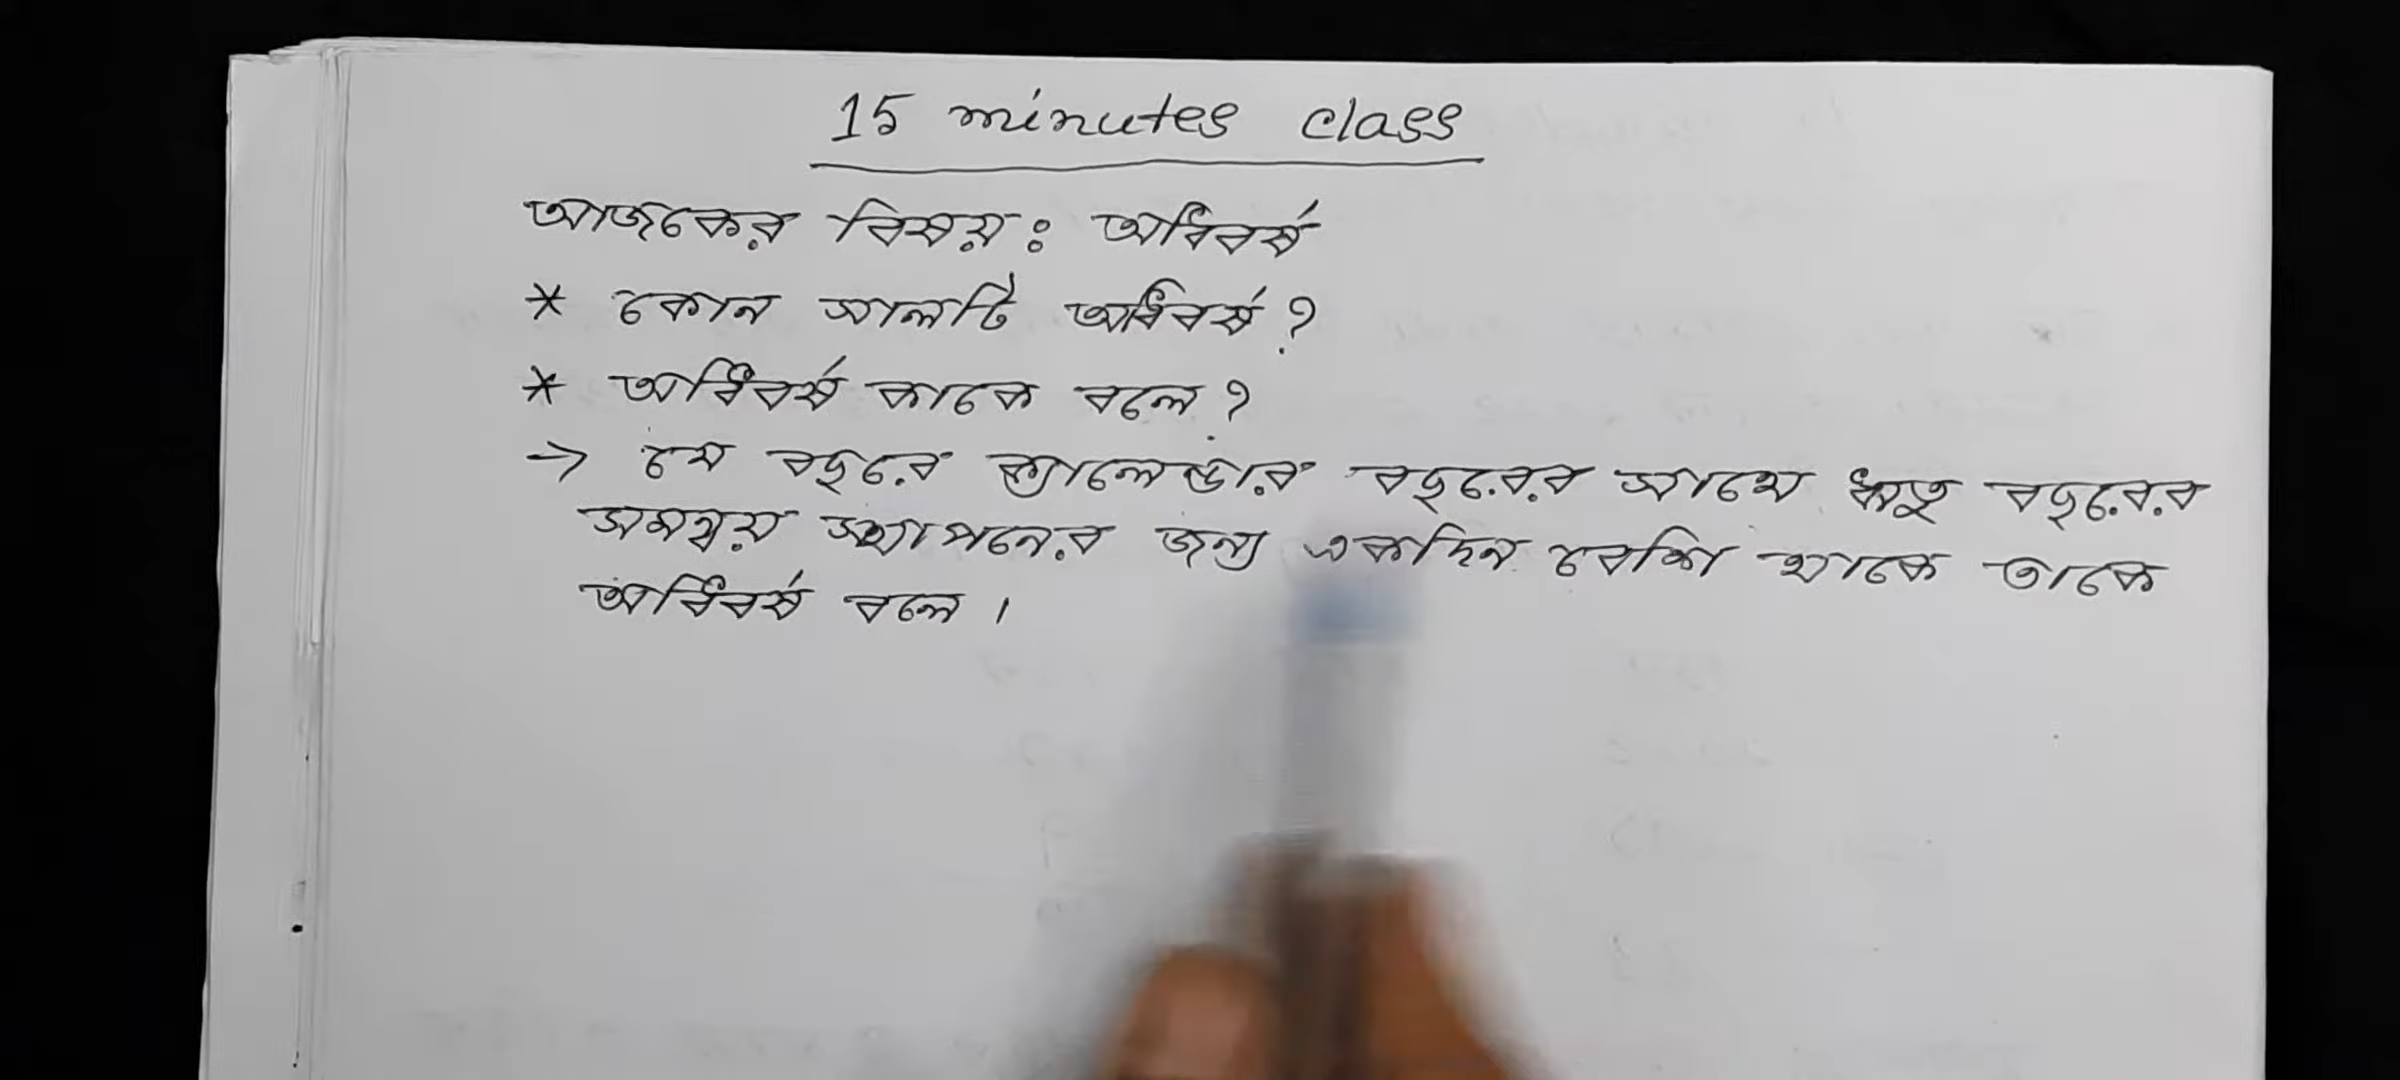 15 minutes class
আজকের বিষয়ঃ অধিবর্ষ
* কোন সালটি অধিবর্ষ?
* অধিবর্ষ কাকে বলে?
→ যে বছরে ক্যালেন্ডার বছরের সাথে ঋতু বছরের
সমন্বয় স্থাপনের জন্য একদিন বেশি থাকে তাকে
অধিবর্ষ বলে।